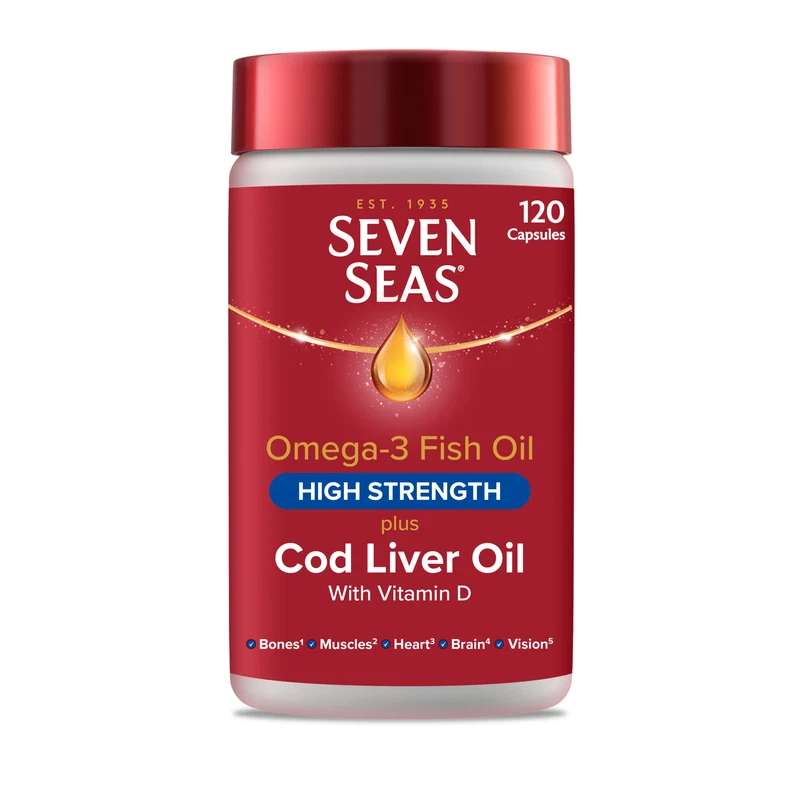 EST. 1935
SEVEN
SEAS®
120
Capsules
Omega-3 Fish Oil
HIGH STRENGTH
plus
Cod Liver Oil
With Vitamin D
Bones¹ Muscles² Heart³ Brain⁴ Vision⁵